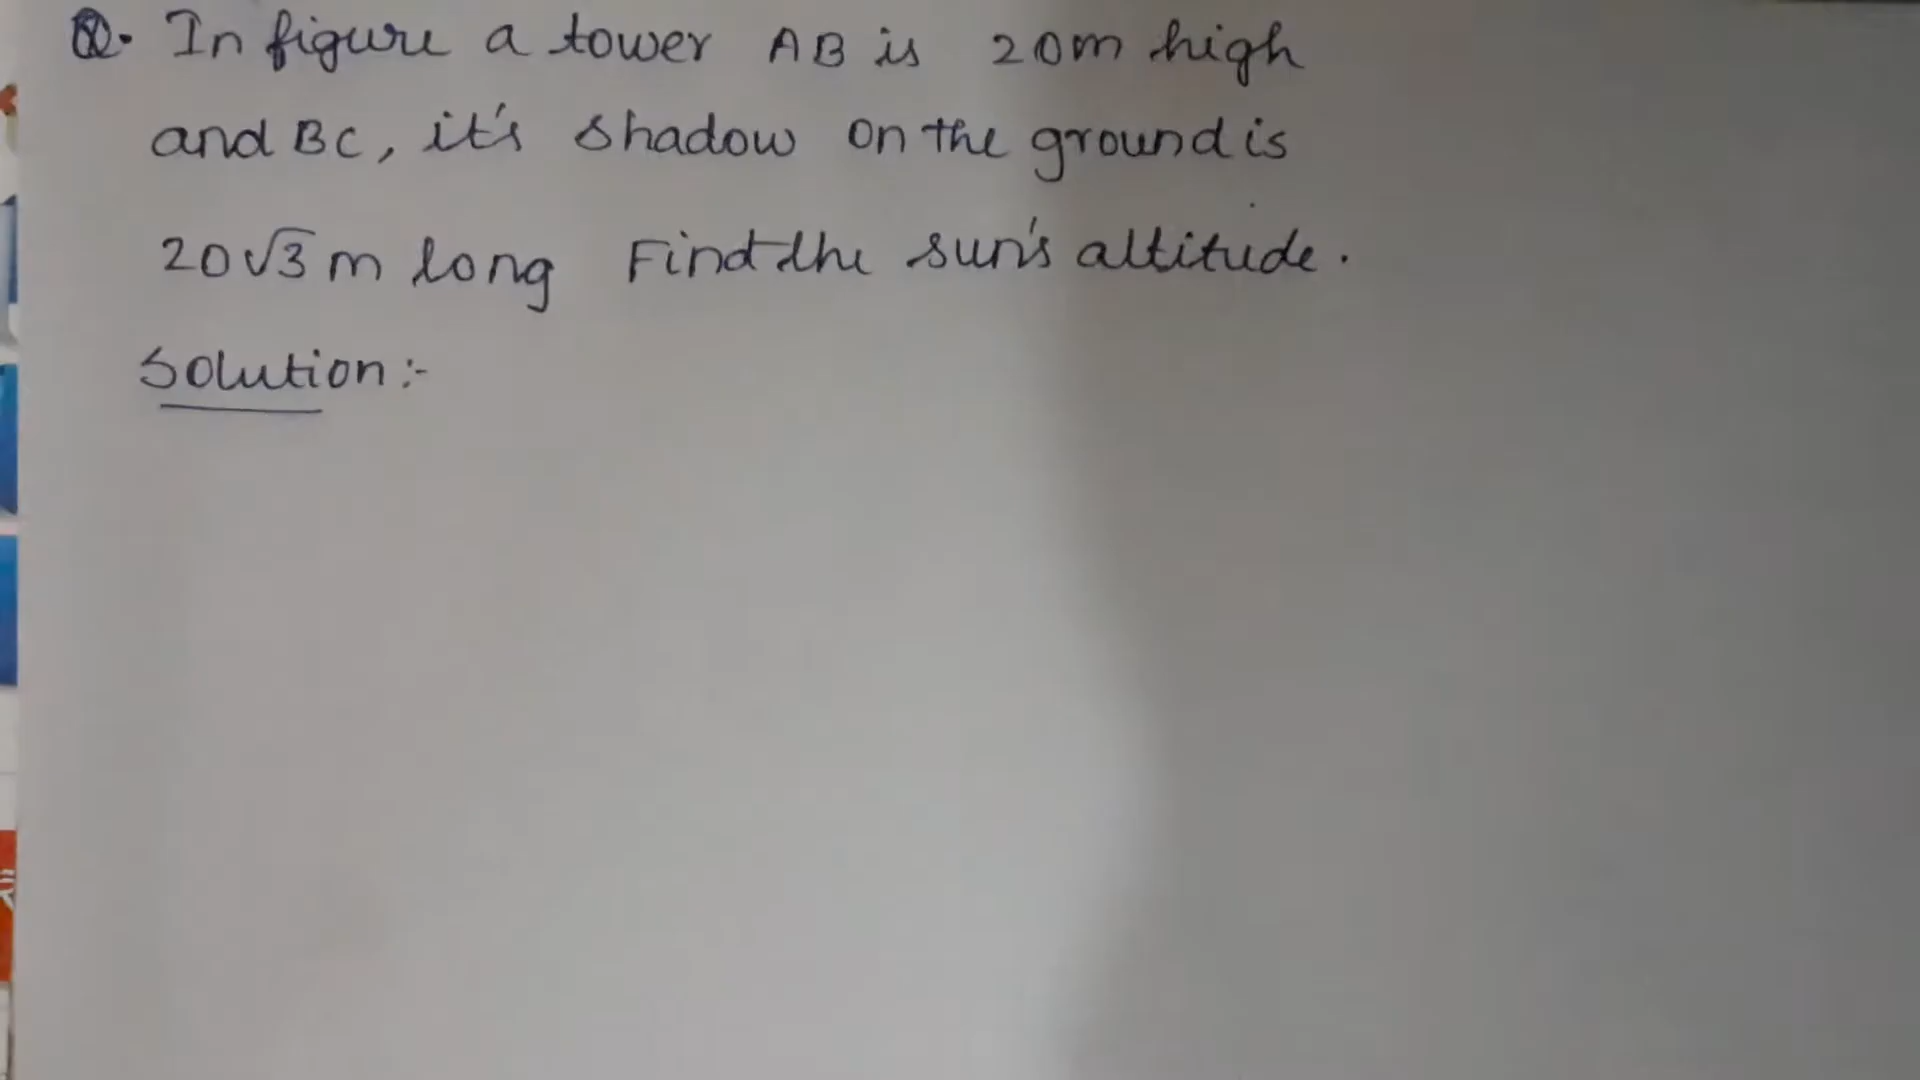 Q. In figure a tower AB is 20m high
and BC, it's shadow on the ground is
20√3 m long Find the sun's altitude.
Solution :-